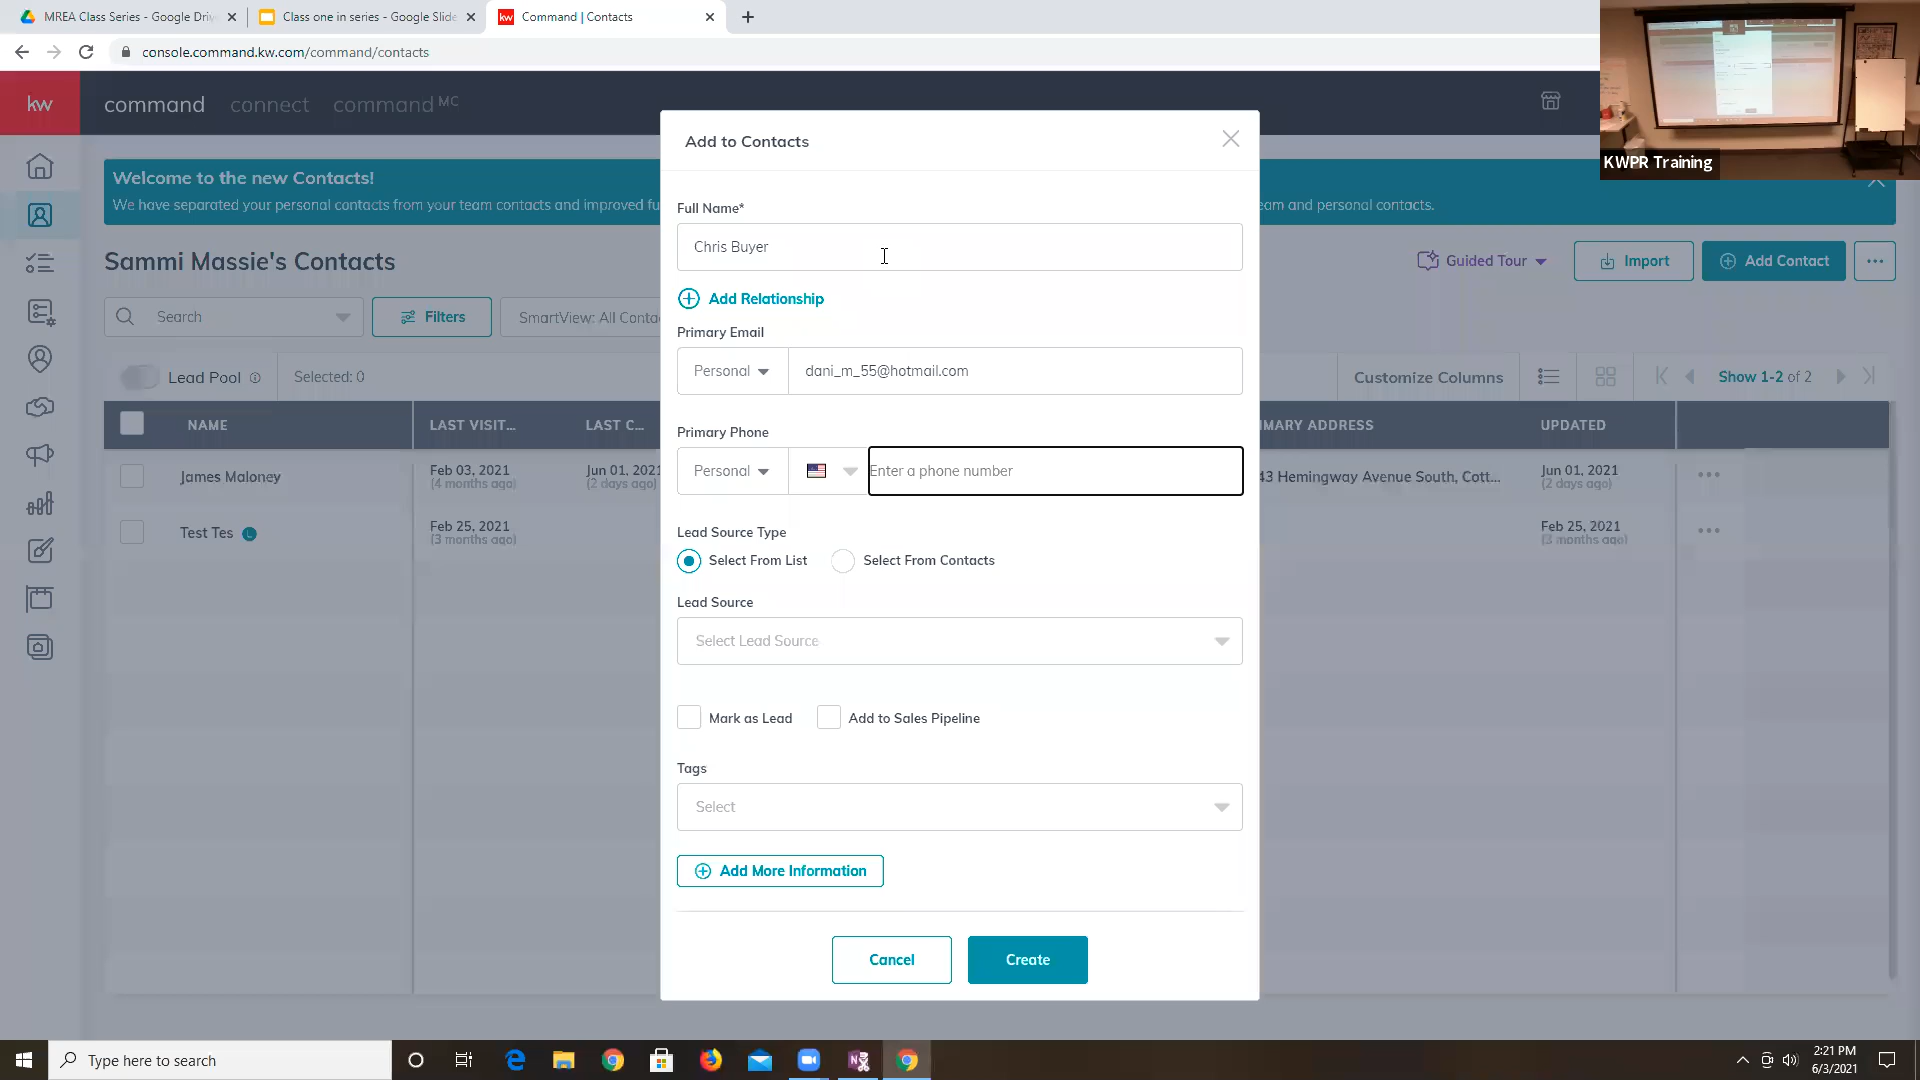 MREA Class Series - Google Driv
Class one in series - Google Slide
kw
Command | Contacts
console.command.kw.com/command/contacts
kw
command
connect
command MC
KWPR Training
Welcome to the new Contacts!
We have separated your personal contacts from your team contacts and improved fu
eam and personal contacts.
Sammi Massie's Contacts
Guided Tour
Import
Add Contact
Search
Filters
SmartView: All Conta
Lead Pool
Selected: 0
Customize Columns
Show 1-2 of 2
NAME
LAST VISIT...
LAST C...
MARY ADDRESS
UPDATED
James Maloney
Feb 03, 2021
(4 months ago)
Jun 01, 2021
(2 days ago)
43 Hemingway Avenue South, Cott...
Jun 01, 2021
(2 days ago)
Test Tes
L
Feb 25, 2021
(3 months ago)
Feb 25, 2021
(3 months ago)
Add to Contacts
Full Name*
Chris Buyer
Add Relationship
Primary Email
Personal
dani_m_55@hotmail.com
Primary Phone
Personal
Enter a phone number
Lead Source Type
Select From List
Select From Contacts
Lead Source
Select Lead Source
Mark as Lead
Add to Sales Pipeline
Tags
Select
Add More Information
Cancel
Create
Type here to search
2:21 PM
6/3/2021